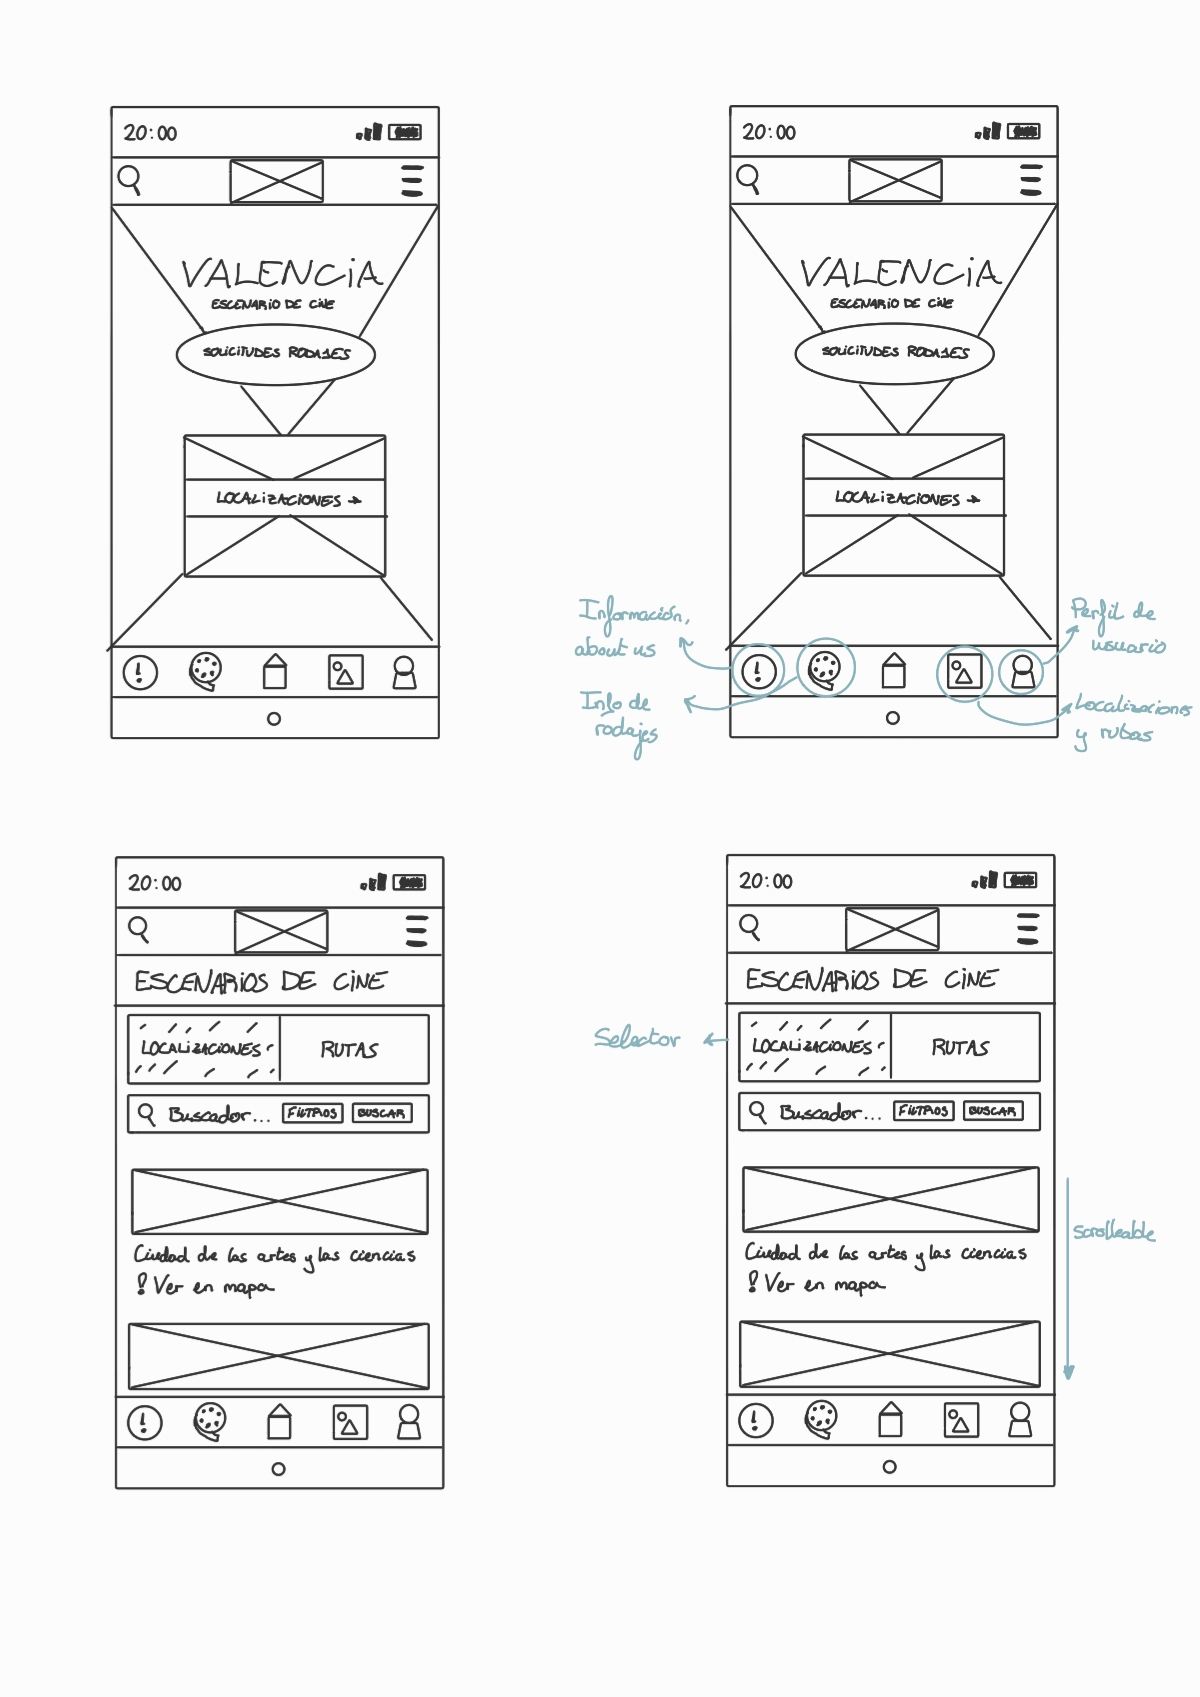 20:00
VALENCiA
ESCENARiO DE CiNE
SOLiCiTUDES RODAJES
LOCALiZACiONES →
20:00
VALENCiA
ESCENARiO DE CiNE
SOLiCiTUDES RODAJES
LOCALiZACiONES →
Información,
about us
Info de
rodajes
Perfil de
usuario
Localizaciones
y rutas
20:00
ESCENARiOS DE CiNE
LOCALiZACiONES
RUTAS
Buscador...
FiLTROS
BUSCAR
Ciudad de las artes y las ciencias
Ver en mapa
20:00
ESCENARiOS DE CiNE
Selector
LOCALiZACiONES
RUTAS
Buscador...
FiLTROS
BUSCAR
scrolleable
Ciudad de las artes y las ciencias
Ver en mapa